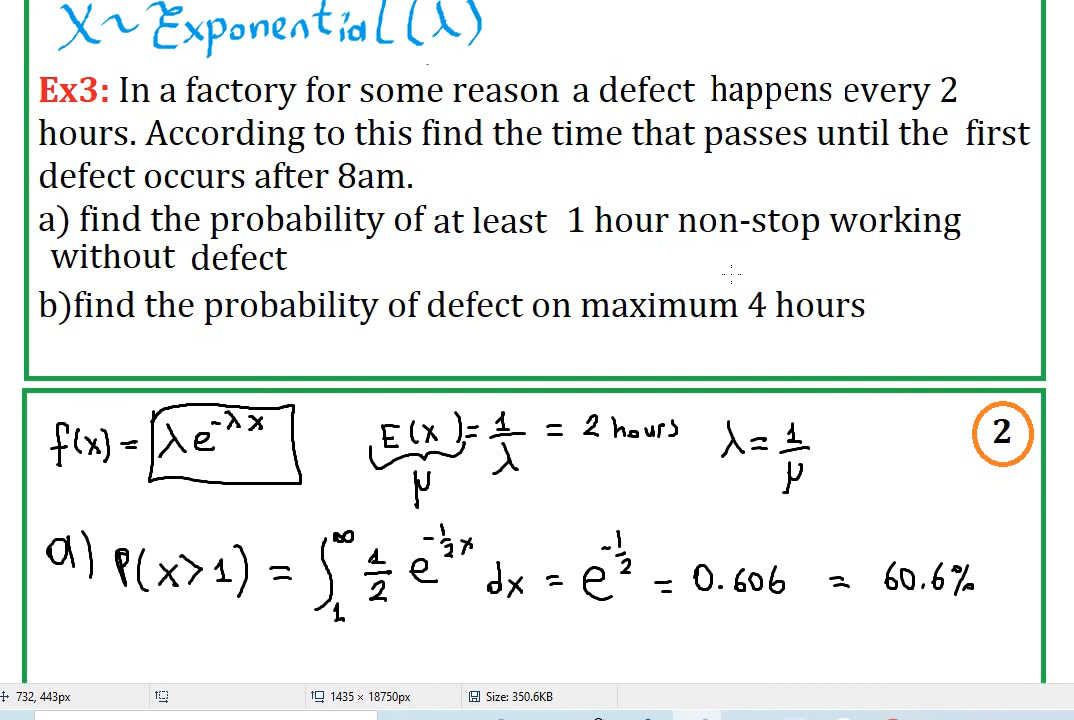 X ~ Exponential(λ)
Ex3: In a factory for some reason a defect happens every 2
hours. According to this find the time that passes until the first
defect occurs after 8am.
a) find the probability of at least 1 hour non-stop working
without defect
b)find the probability of defect on maximum 4 hours
f(x) = λe^{-λx} E(x) = 1/λ = 2 hours λ = 1/μ
μ
2
a) P(x>1) = ∫_1^∞ 1/2 e^{-1/2 x} dx = e^{-1/2} = 0.606 = 60.6%
732, 443px 1435 × 18750px Size: 350.6KB